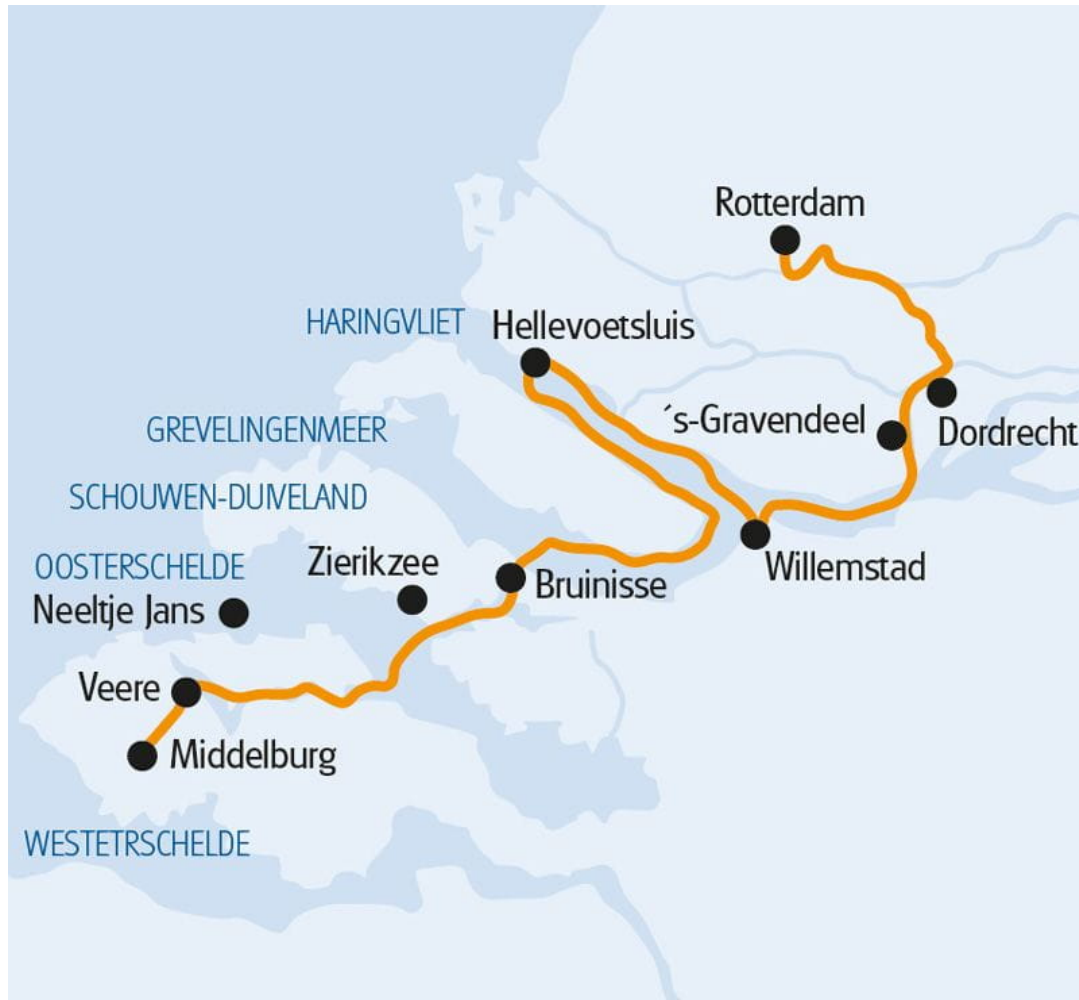 Rotterdam
HARINGVLIET
Hellevoetsluis
´s-Gravendeel
Dordrecht
GREVELINGENMEER
SCHOUWEN-DUIVELAND
OOSTERSCHELDE
Zierikzee
Bruinisse
Willemstad
Neeltje Jans
Veere
Middelburg
WESTETRSCHELDE